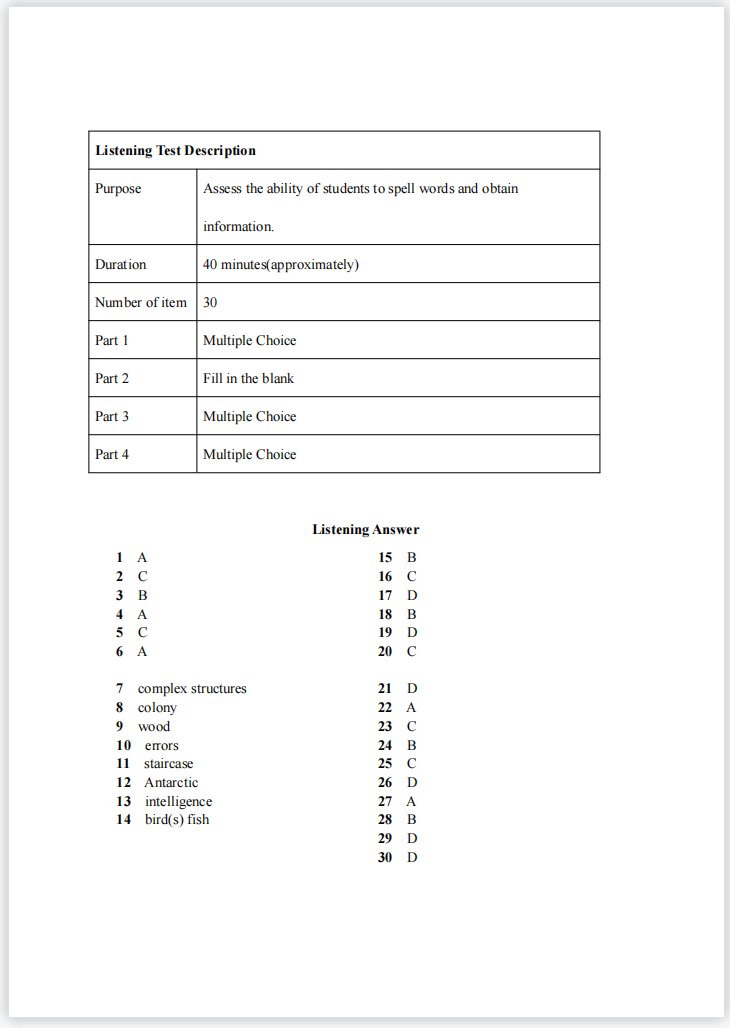 Listening Test Description
Purpose Assess the ability of students to spell words and obtain
information.
Duration 40 minutes(approximately)
Number of item 30
Part 1 Multiple Choice
Part 2 Fill in the blank
Part 3 Multiple Choice
Part 4 Multiple Choice
Listening Answer
1 A
2 C
3 B
4 A
5 C
6 A
7 complex structures
8 colony
9 wood
10 errors
11 staircase
12 Antarctic
13 intelligence
14 bird(s) fish
15 B
16 C
17 D
18 B
19 D
20 C
21 D
22 A
23 C
24 B
25 C
26 D
27 A
28 B
29 D
30 D